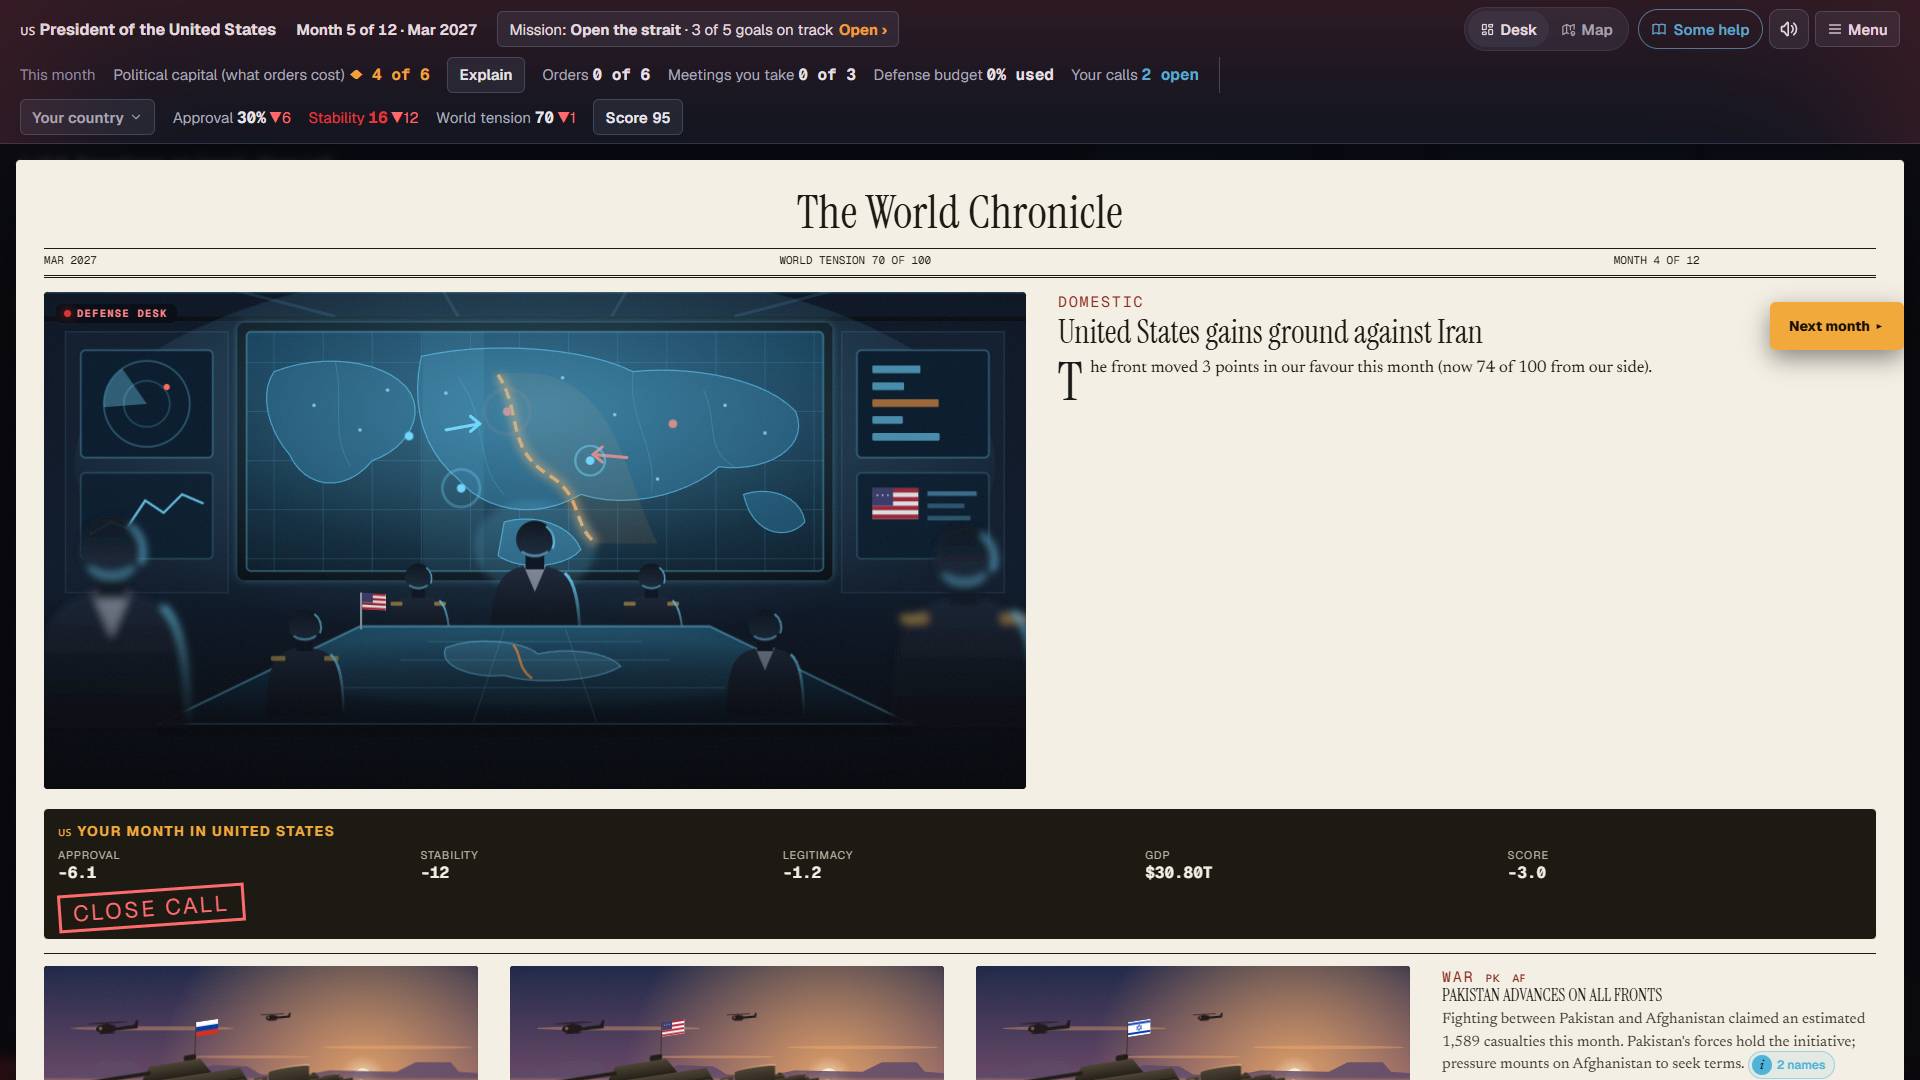 US President of the United States
Month 5 of 12 · Mar 2027
Mission: Open the strait · 3 of 5 goals on track Open ›
Desk
Map
Some help
Menu
This month
Political capital (what orders cost) 4 of 6
Explain
Orders 0 of 6
Meetings you take 0 of 3
Defense budget 0% used
Your calls 2 open
Your country
Approval 30% ▼6
Stability 16 ▼12
World tension 70 ▼1
Score 95
The World Chronicle
MAR 2027
WORLD TENSION 70 OF 100
MONTH 4 OF 12
DEFENSE DESK
DOMESTIC
United States gains ground against Iran
The front moved 3 points in our favour this month (now 74 of 100 from our side).
Next month ▸
US YOUR MONTH IN UNITED STATES
APPROVAL
-6.1
STABILITY
-12
LEGITIMACY
-1.2
GDP
$30.80T
SCORE
-3.0
CLOSE CALL
WAR PK AF
PAKISTAN ADVANCES ON ALL FRONTS
Fighting between Pakistan and Afghanistan claimed an estimated
1,589 casualties this month. Pakistan's forces hold the initiative;
pressure mounts on Afghanistan to seek terms. i 2 names